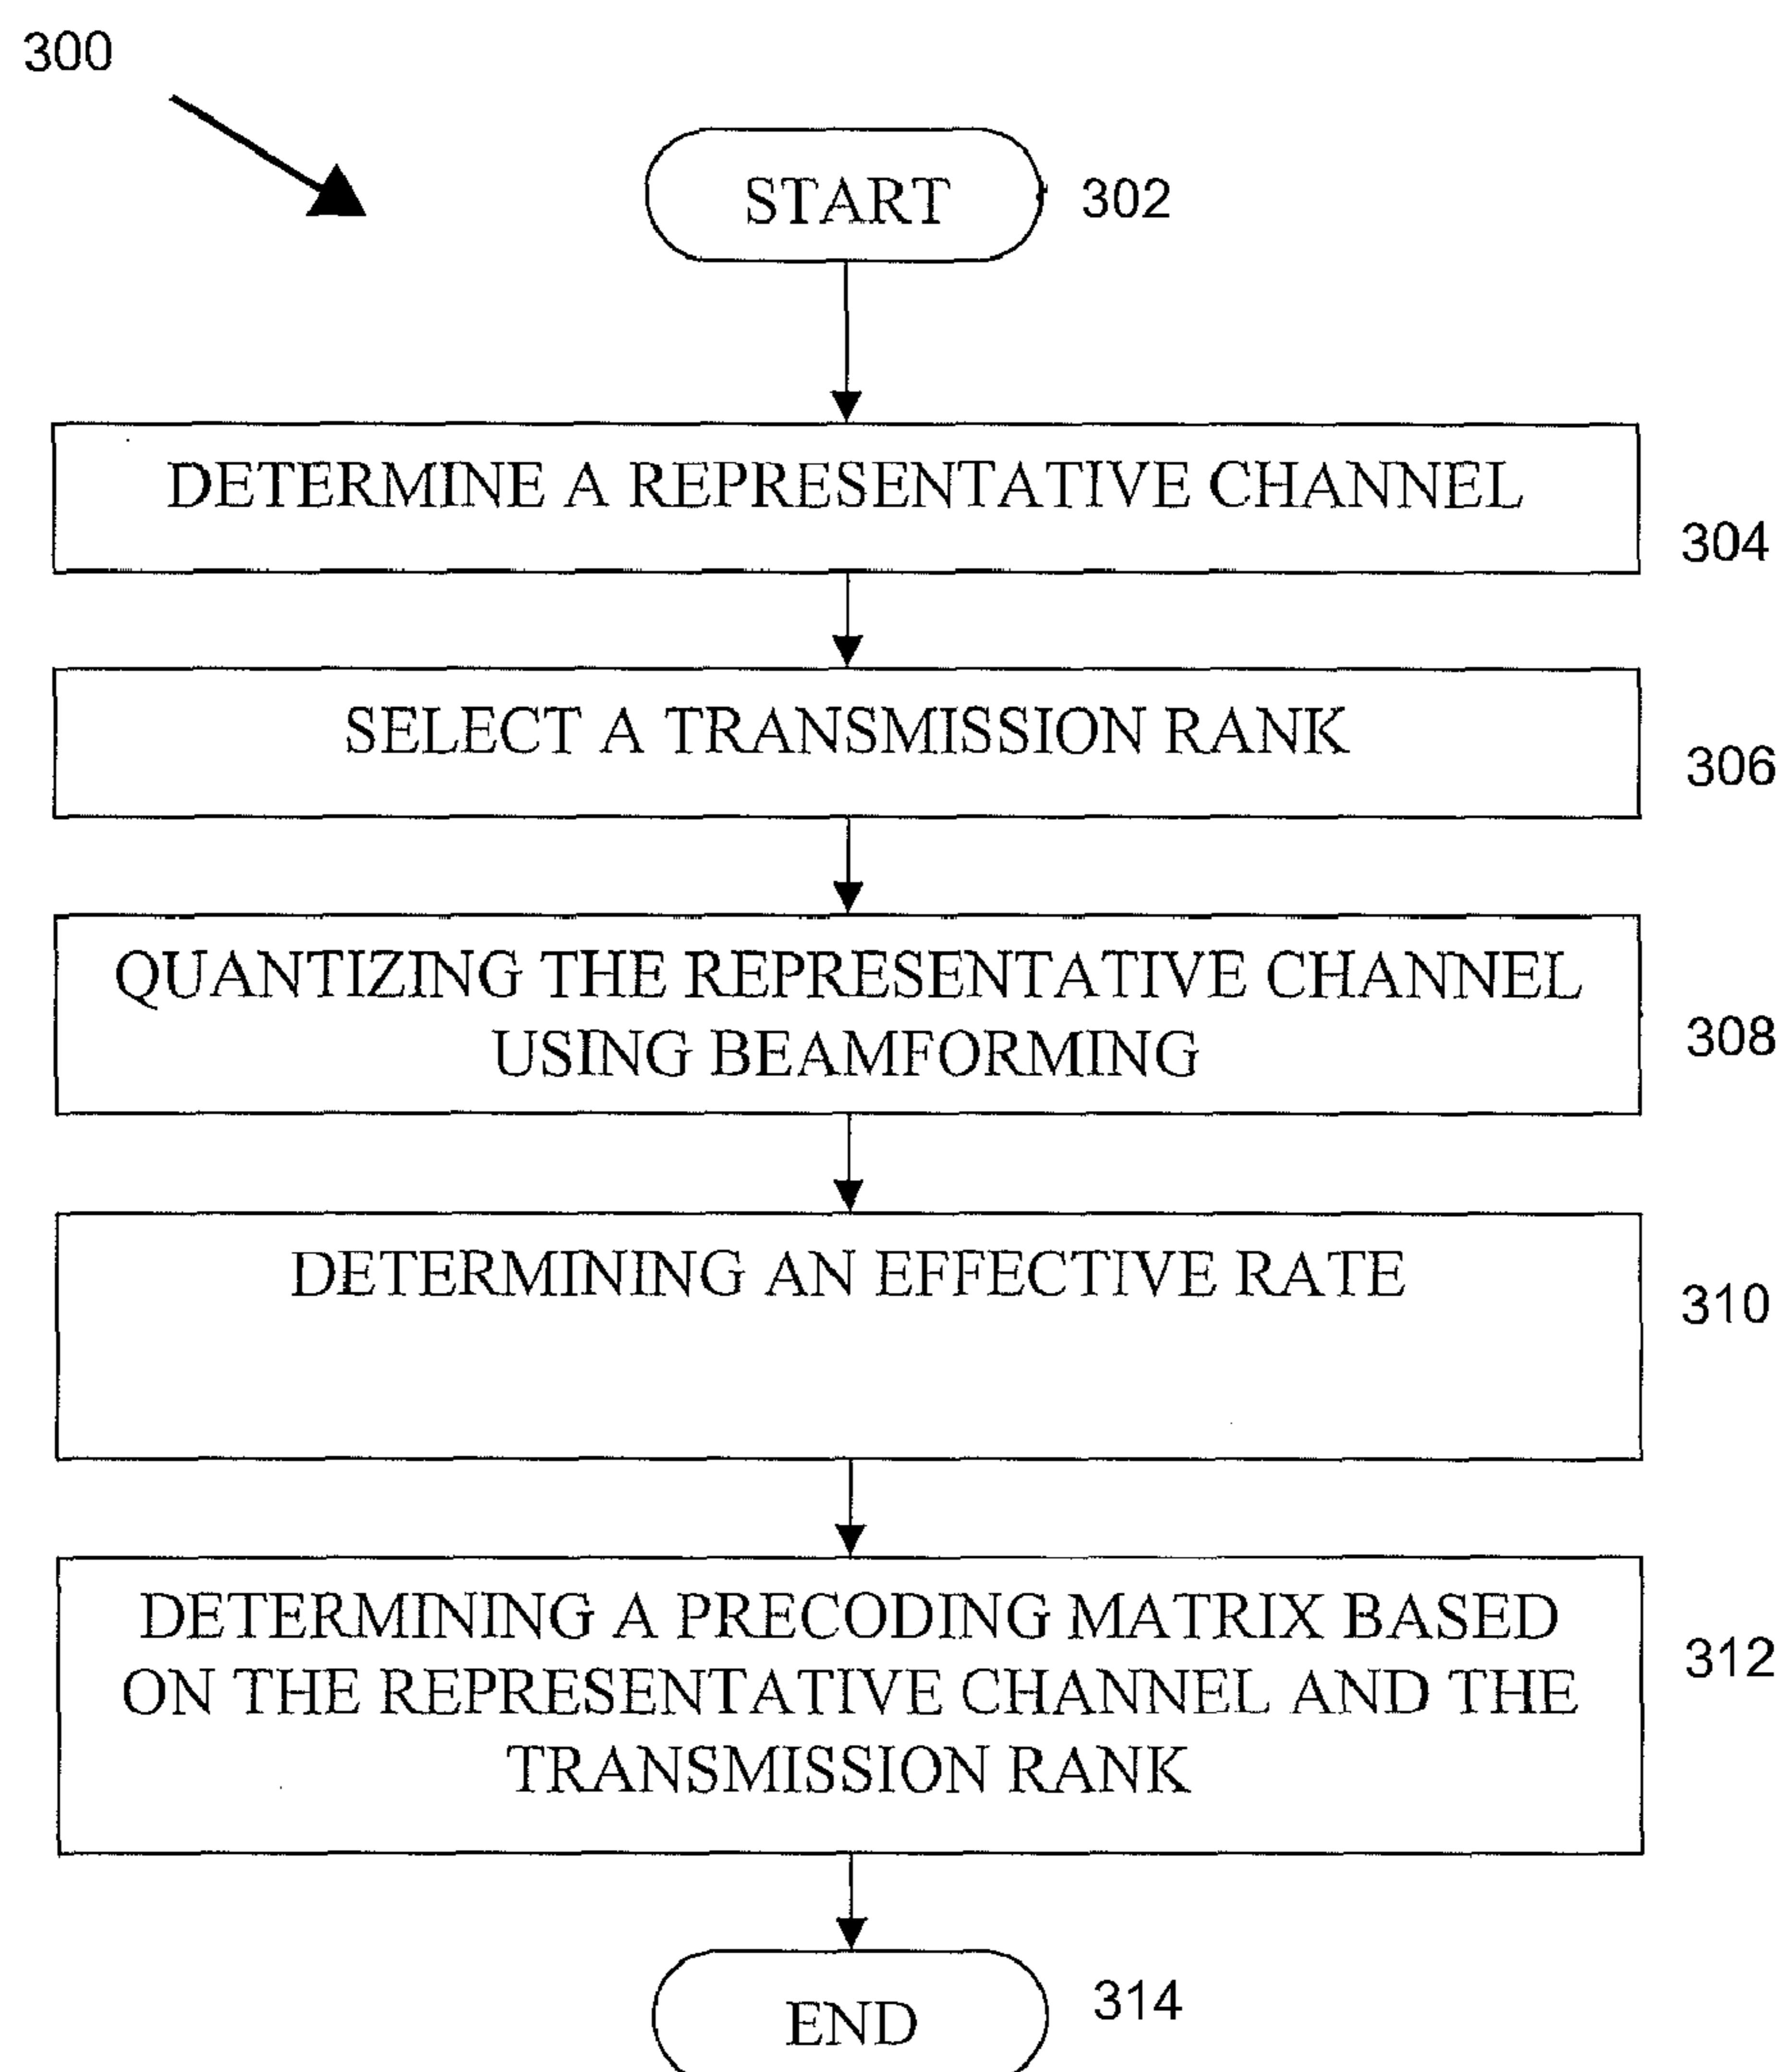 300
START
302
DETERMINE A REPRESENTATIVE CHANNEL
304
SELECT A TRANSMISSION RANK
306
QUANTIZING THE REPRESENTATIVE CHANNEL
USING BEAMFORMING
308
DETERMINING AN EFFECTIVE RATE
310
DETERMINING A PRECODING MATRIX BASED
ON THE REPRESENTATIVE CHANNEL AND THE
TRANSMISSION RANK
312
END
314